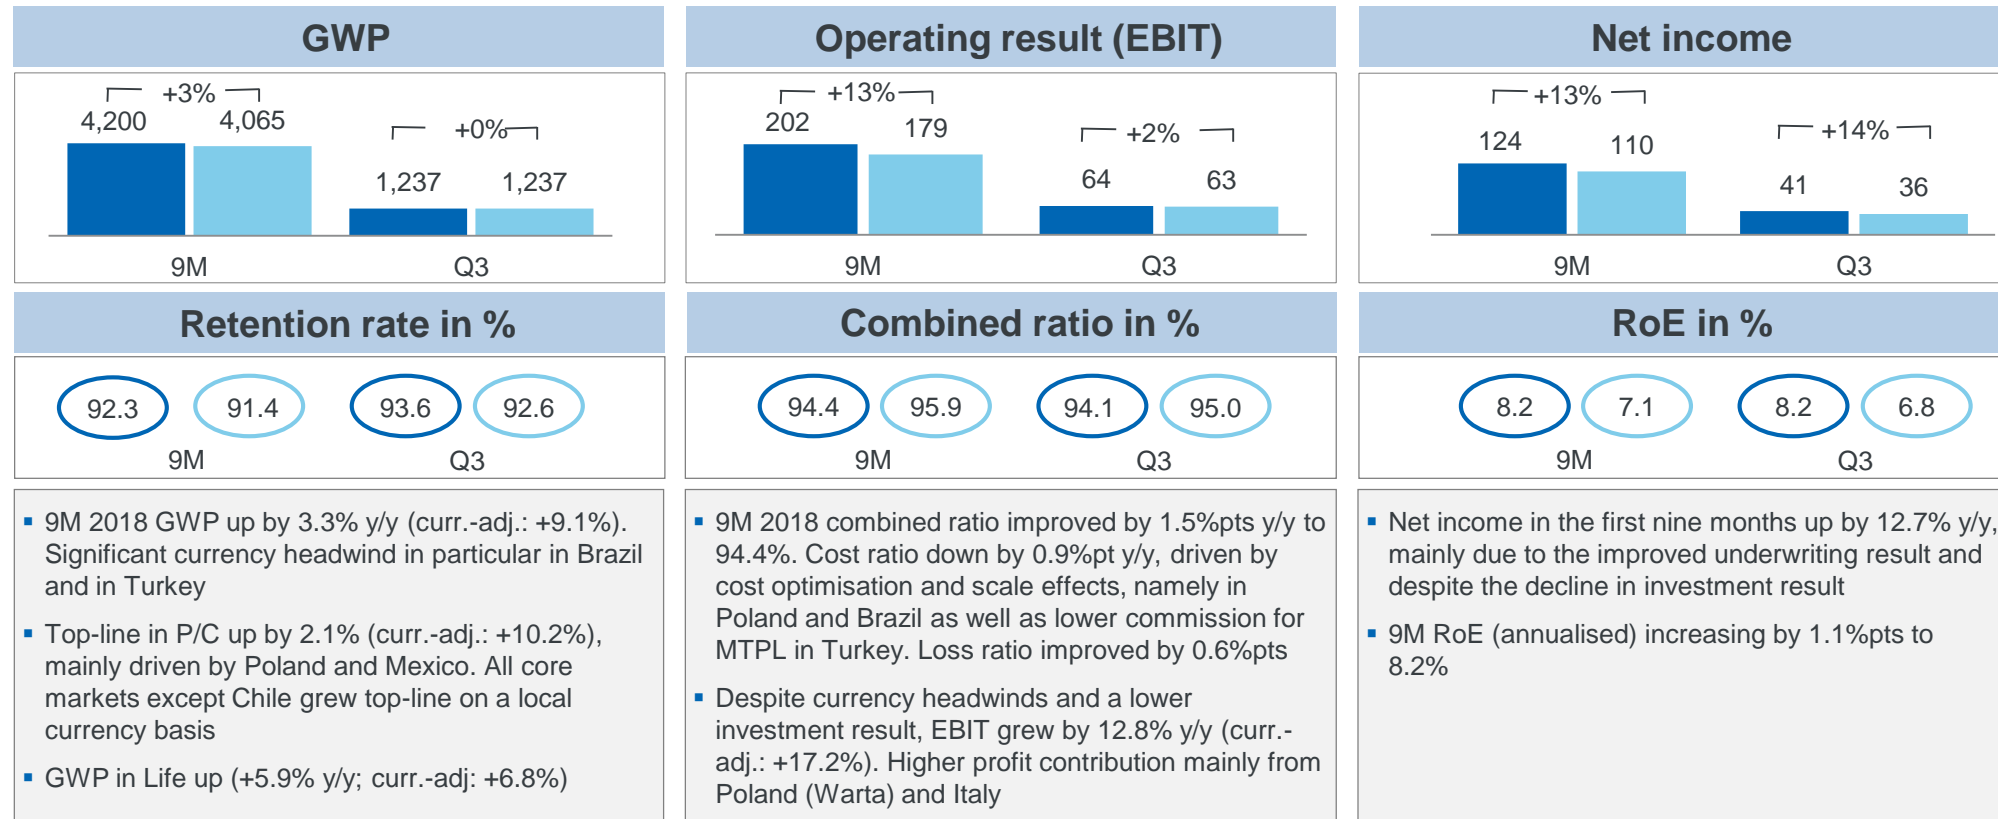 GWP
+3%
4,200
4,065
+0%
1,237
1,237
9M
Q3
Operating result (EBIT)
+13%
202
179
+2%
64
63
9M
Q3
Net income
+13%
124
110
+14%
41
36
9M
Q3
Retention rate in %
92.3
91.4
93.6
92.6
9M
Q3
Combined ratio in %
94.4
95.9
94.1
95.0
9M
Q3
RoE in %
8.2
7.1
8.2
6.8
9M
Q3
▪ 9M 2018 GWP up by 3.3% y/y (curr.-adj.: +9.1%).
Significant currency headwind in particular in Brazil
and in Turkey
▪ Top-line in P/C up by 2.1% (curr.-adj.: +10.2%),
mainly driven by Poland and Mexico. All core
markets except Chile grew top-line on a local
currency basis
▪ GWP in Life up (+5.9% y/y; curr.-adj: +6.8%)
▪ 9M 2018 combined ratio improved by 1.5%pts y/y to
94.4%. Cost ratio down by 0.9%pt y/y, driven by
cost optimisation and scale effects, namely in
Poland and Brazil as well as lower commission for
MTPL in Turkey. Loss ratio improved by 0.6%pts
▪ Despite currency headwinds and a lower
investment result, EBIT grew by 12.8% y/y (curr.-
adj.: +17.2%). Higher profit contribution mainly from
Poland (Warta) and Italy
▪ Net income in the first nine months up by 12.7% y/y,
mainly due to the improved underwriting result and
despite the decline in investment result
▪ 9M RoE (annualised) increasing by 1.1%pts to
8.2%